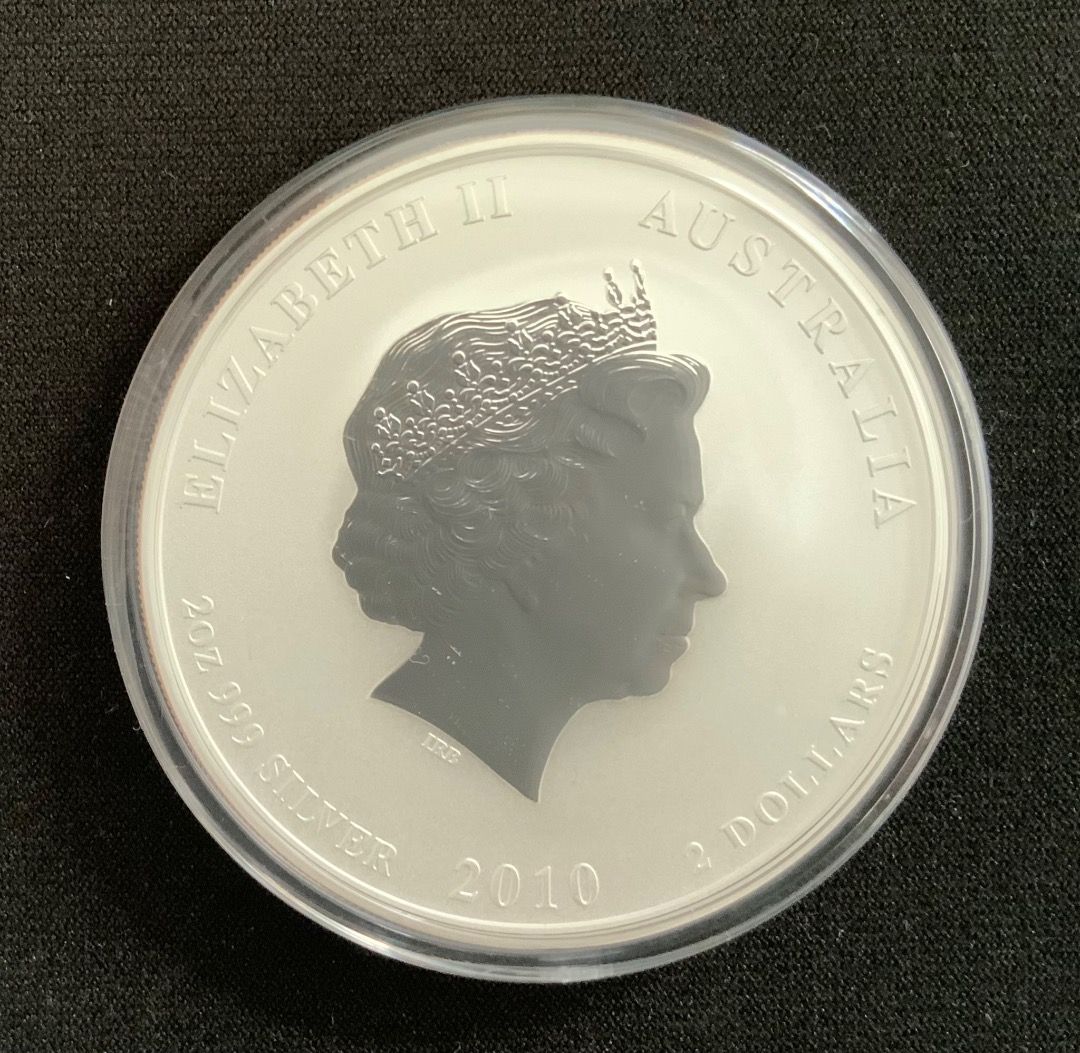 ELIZABETH II
AUSTRALIA
2OZ 999 SILVER
2010
2 DOLLARS
IRB